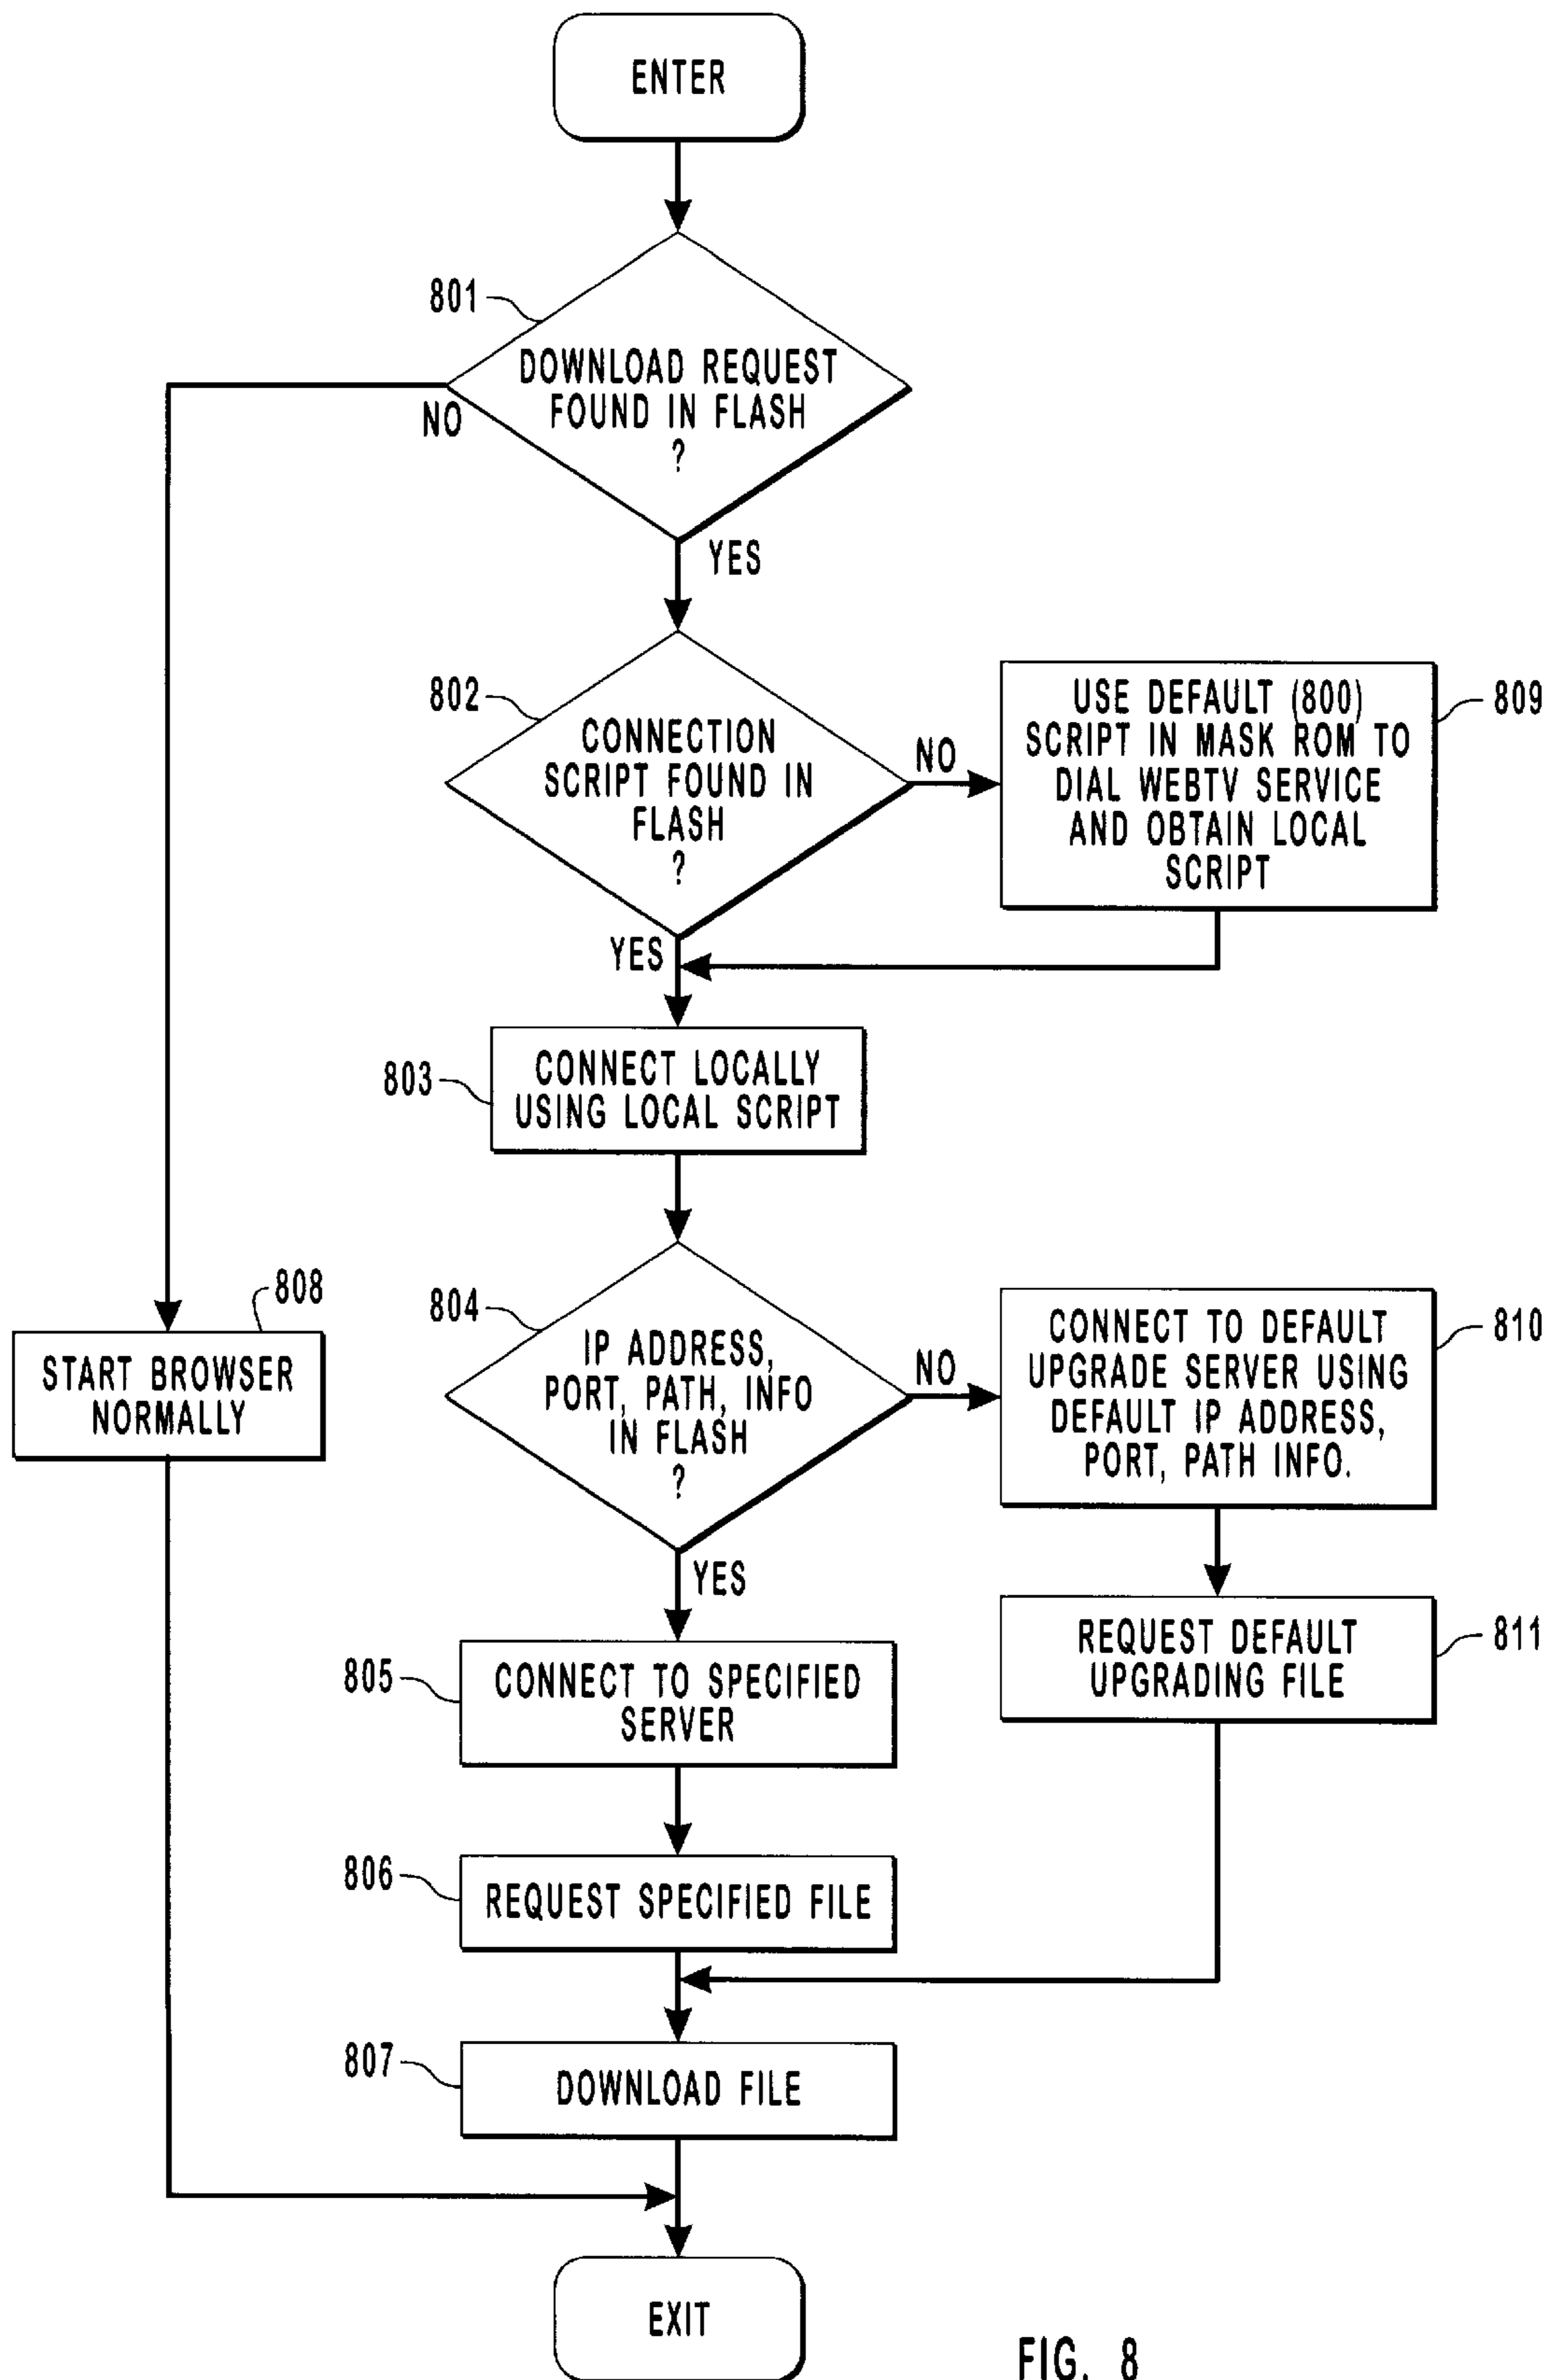 ENTER
801
DOWNLOAD REQUEST
FOUND IN FLASH
?
NO
YES
802
CONNECTION
SCRIPT FOUND IN
FLASH
?
NO
YES
USE DEFAULT (800)
SCRIPT IN MASK ROM TO
DIAL WEBTV SERVICE
AND OBTAIN LOCAL
SCRIPT
809
803
CONNECT LOCALLY
USING LOCAL SCRIPT
808
START BROWSER
NORMALLY
804
IP ADDRESS,
PORT, PATH, INFO
IN FLASH
?
NO
YES
CONNECT TO DEFAULT
UPGRADE SERVER USING
DEFAULT IP ADDRESS,
PORT, PATH INFO.
810
805
CONNECT TO SPECIFIED
SERVER
REQUEST DEFAULT
UPGRADING FILE
811
806
REQUEST SPECIFIED FILE
807
DOWNLOAD FILE
EXIT
FIG. 8